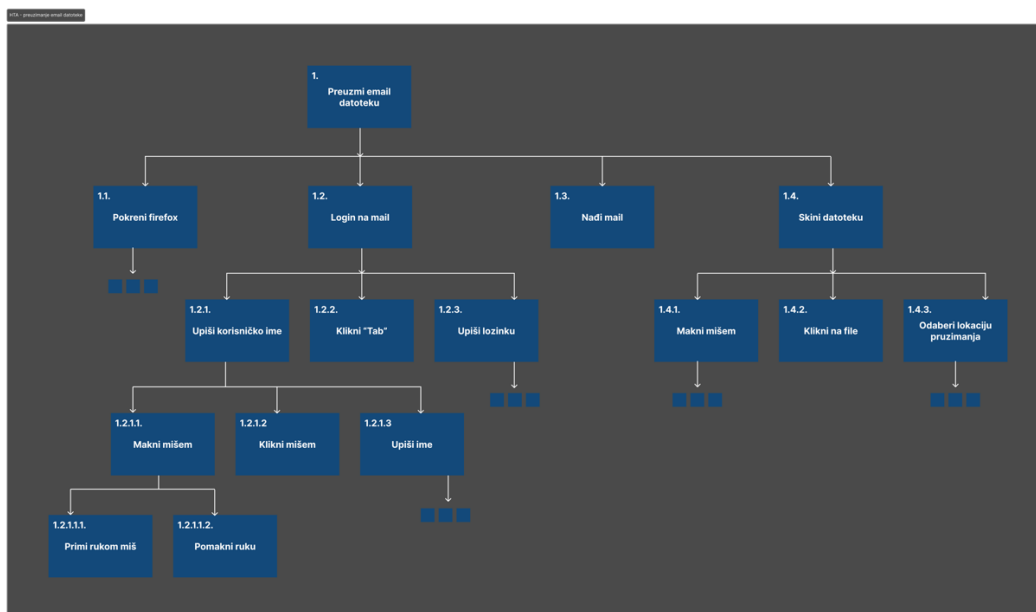 HTA - preuzimanje email datoteke
1.
Preuzmi email
datoteku
1.1.
Pokreni firefox
1.2.
Login na mail
1.3.
Nađi mail
1.4.
Skini datoteku
1.2.1.
Upiši korisničko ime
1.2.2.
Klikni “Tab”
1.2.3.
Upiši lozinku
1.4.1.
Makni mišem
1.4.2.
Klikni na file
1.4.3.
Odaberi lokaciju
pruzimanja
1.2.1.1.
Makni mišem
1.2.1.2
Klikni mišem
1.2.1.3
Upiši ime
1.2.1.1.1.
Primi rukom miš
1.2.1.1.2.
Pomakni ruku